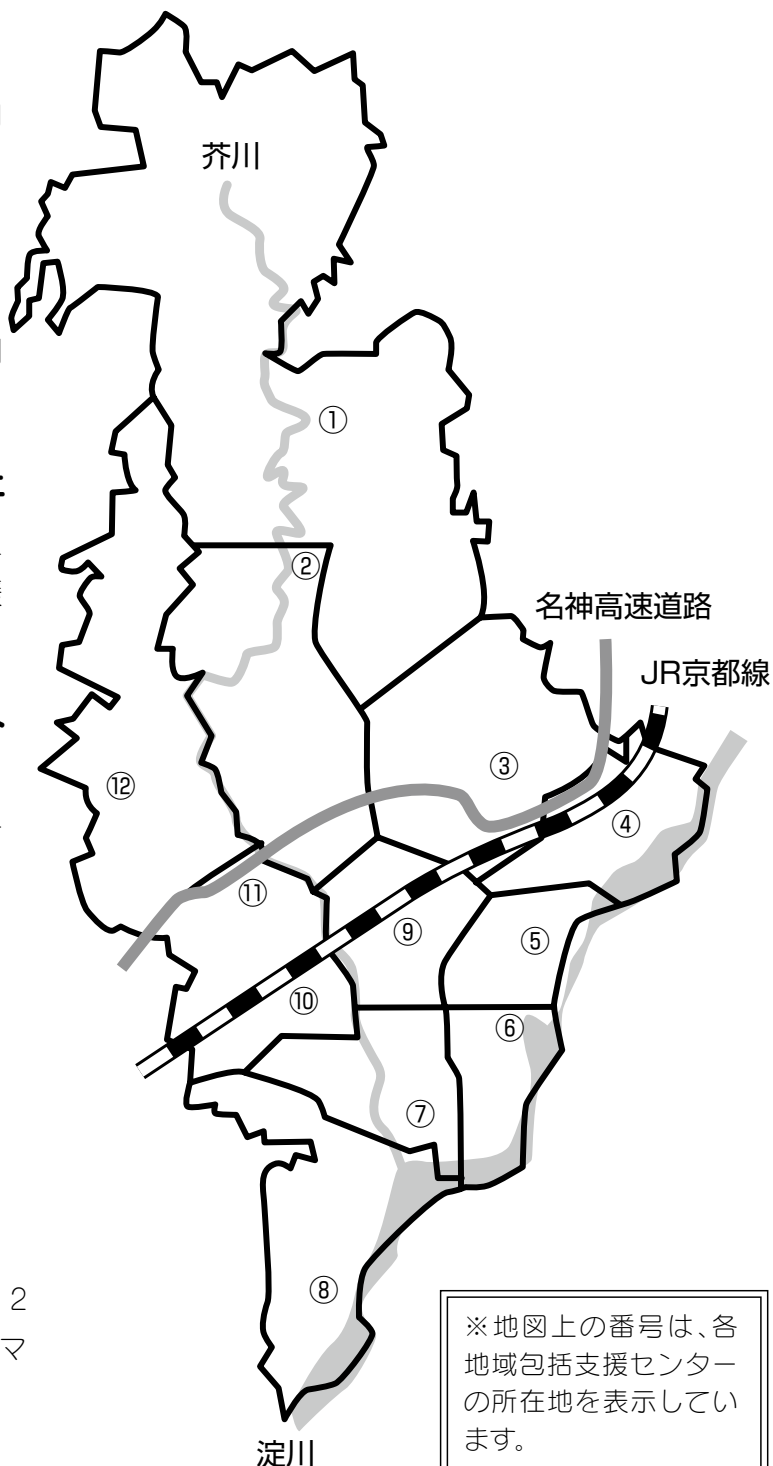 芥川
①
②
名神高速道路
JR京都線
③
⑫
④
⑪
⑨
⑤
⑩
⑥
⑦
⑧
2
マ
※地図上の番号は、各
地域包括支援センター
の所在地を表示してい
ます。
淀川